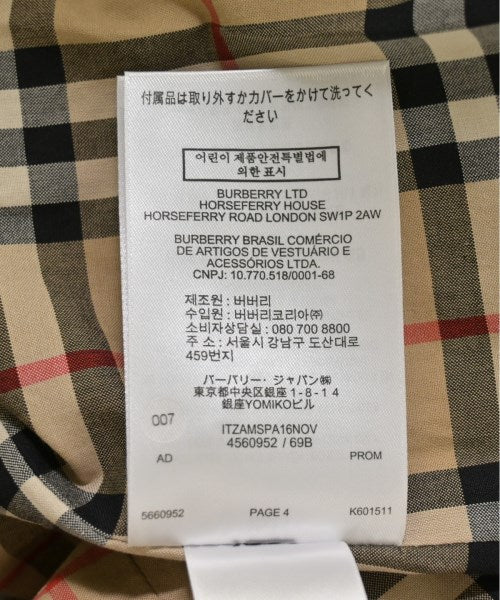 付属品は取り外すかカバーをかけて洗ってく
ださい
어린이 제품안전특별법에
의한 표시
BURBERRY LTD
HORSEFERRY HOUSE
HORSEFERRY ROAD LONDON SW1P 2AW
BURBERRY BRASIL COMÉRCIO
DE ARTIGOS DE VESTUÁRIO E
ACESSÓRIOS LTDA.
CNPJ: 10.770.518/0001-68
제조원 : 버버리
수입원 : 버버리코리아㈜
소비자상담실 : 080 700 8800
주 소 : 서울시 강남구 도산대로
459번지
バーバリー・ジャパン㈱
東京都中央区銀座1-8-14
銀座YOMIKOビル
007
ITZAMSPA16NOV
4560952 / 69B
AD PROM
5660952 PAGE 4 K601511